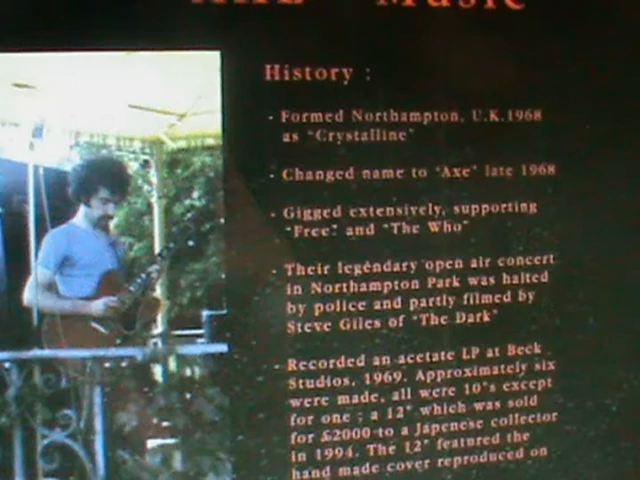 Music
History :
- Formed Northampton, U.K.1968
as "Crystalline"
- Changed name to "Axe" late 1968
- Gigged extensively, supporting
"Free" and "The Who"
- Their legendary open air concert
in Northampton Park was halted
by police and partly filmed by
Steve Giles of "The Dark"
- Recorded an acetate LP at Beck
Studios, 1969. Approximately six
were made, all were 10"s except
for one ; a 12" which was sold
for £2000 to a Japenese collector
in 1994. The 12" featured the
hand made cover reproduced on